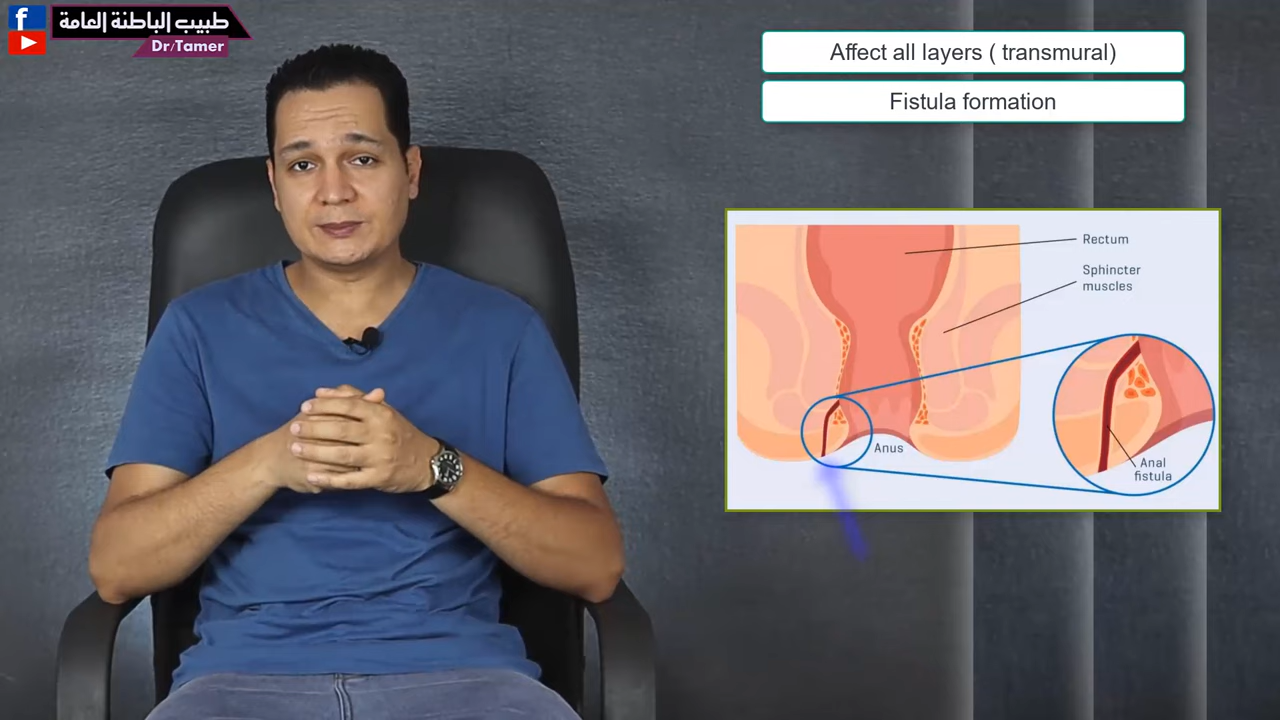 طبيب الباطنة العامة
Dr/Tamer
Affect all layers ( transmural)
Fistula formation
Rectum
Sphincter
muscles
Anus
Anal
fistula